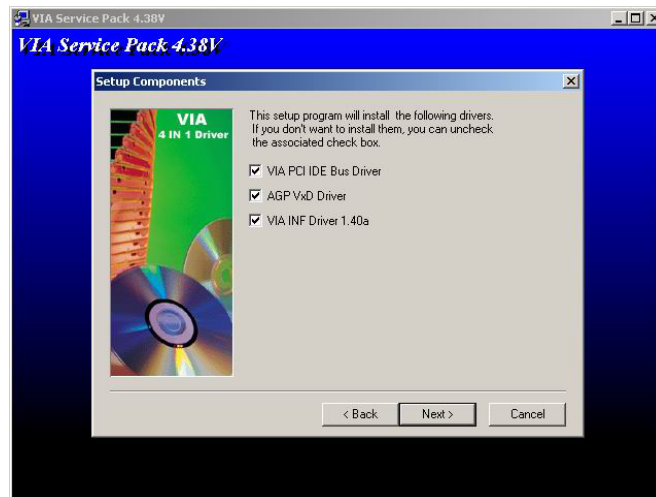 VIA Service Pack 4.38V
VIA Service Pack 4.38V
Setup Components
VIA
4 IN 1 Driver
This setup program will install the following drivers.
If you don't want to install them, you can uncheck
the associated check box.
VIA PCI IDE Bus Driver
AGP VxD Driver
VIA INF Driver 1.40a
< Back
Next >
Cancel